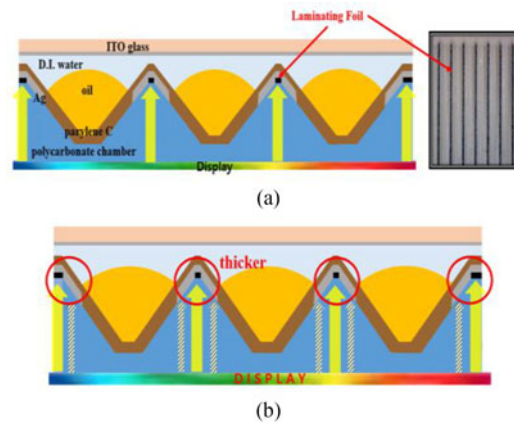 ITO glass
Laminating Foil
D.I. water
oil
Ag
parylene C
polycarbonate chamber
Display
(a)
thicker
DISPLAY
(b)